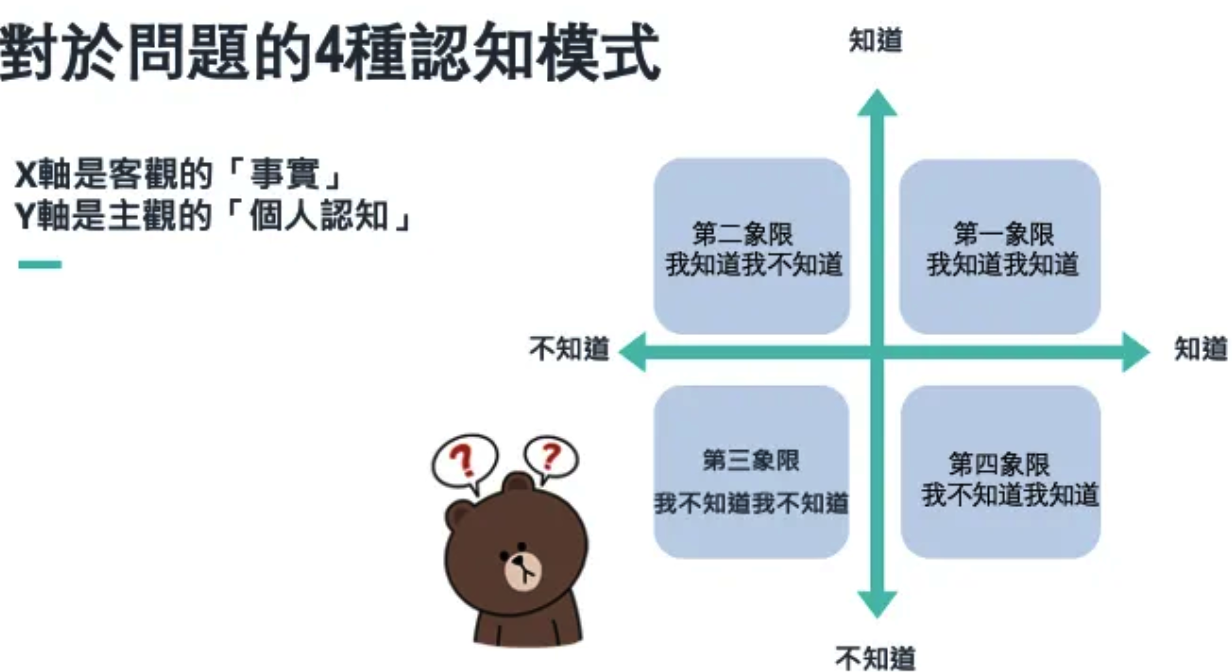 對於問題的4種認知模式
X軸是客觀的「事實」
Y軸是主觀的「個人認知」
知道
第二象限
我知道我不知道
第一象限
我知道我知道
不知道
知道
第三象限
我不知道我不知道
第四象限
我不知道我知道
不知道
?
?